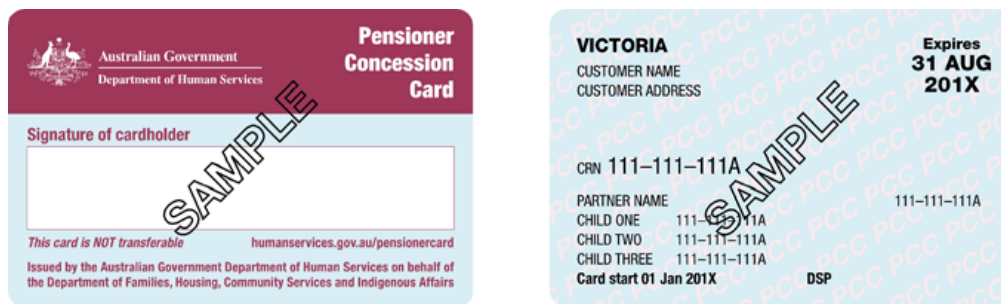 Australian Government
Department of Human Services
Pensioner
Concession
Card
Signature of cardholder
SAMPLE
This card is NOT transferable humanservices.gov.au/pensionercard
Issued by the Australian Government Department of Human Services on behalf of
the Department of Families, Housing, Community Services and Indigenous Affairs
VICTORIA
CUSTOMER NAME
CUSTOMER ADDRESS
Expires
31 AUG
201X
SAMPLE
CRN 111–111–111A
PARTNER NAME 111–111–111A
CHILD ONE 111–111–111A
CHILD TWO 111–111–111A
CHILD THREE 111–111–111A
Card start 01 Jan 201X DSP